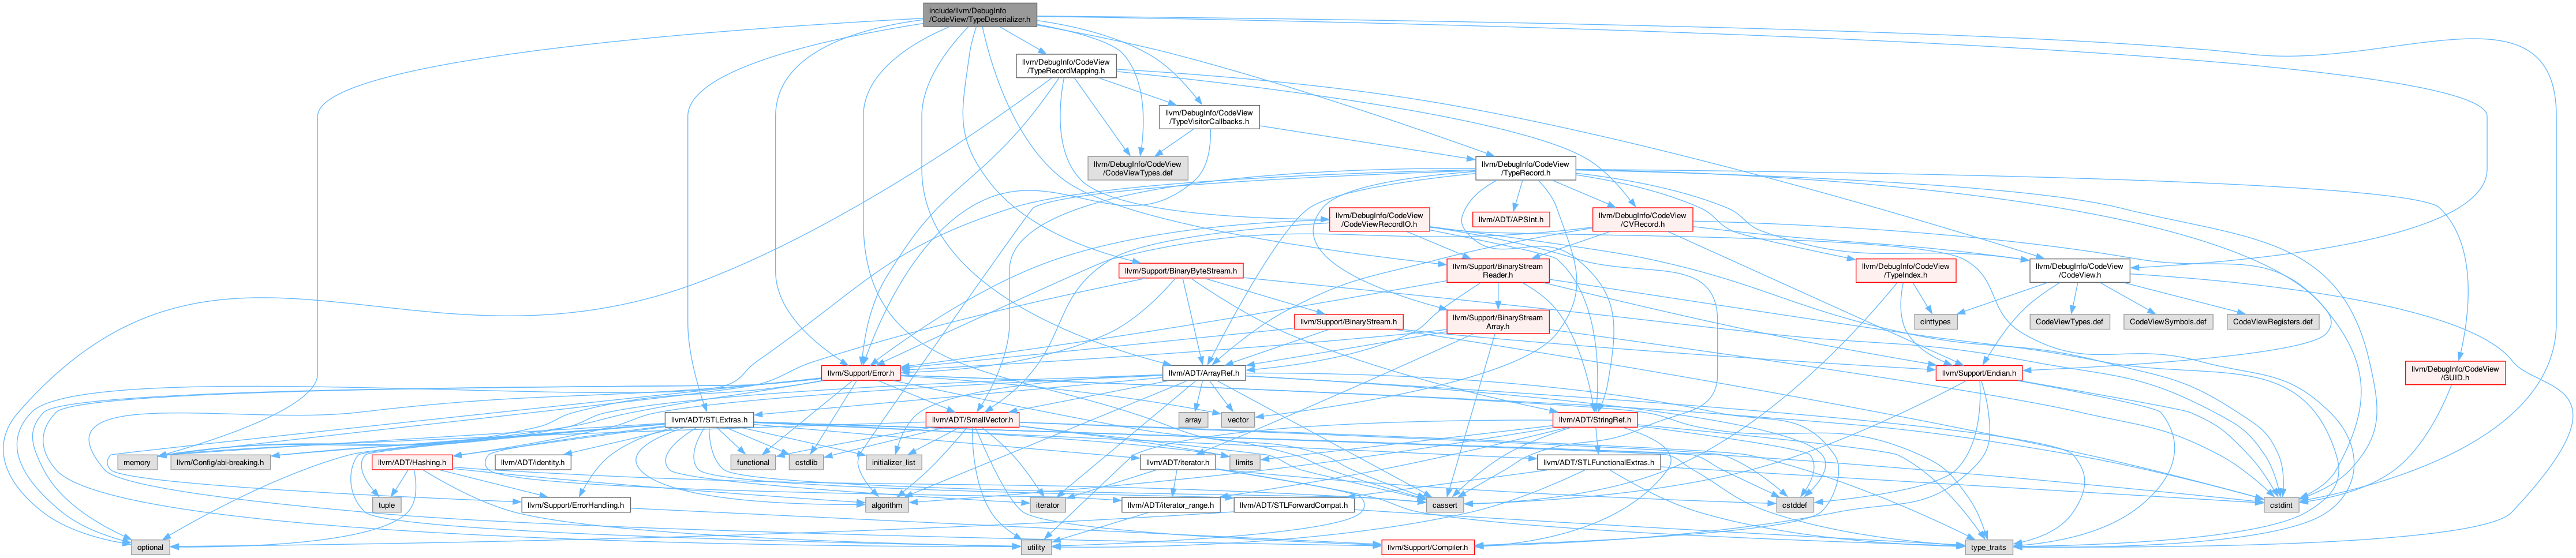 include/llvm/DebugInfo
/CodeView/TypeDeserializer.h
llvm/DebugInfo/CodeView
/TypeRecordMapping.h
llvm/DebugInfo/CodeView
/TypeVisitorCallbacks.h
llvm/DebugInfo/CodeView
/CodeViewTypes.def
llvm/DebugInfo/CodeView
/TypeRecord.h
llvm/DebugInfo/CodeView
/CodeViewRecordIO.h
llvm/ADT/APSInt.h
llvm/DebugInfo/CodeView
/CVRecord.h
llvm/Support/BinaryByteStream.h
llvm/Support/BinaryStream
Reader.h
llvm/DebugInfo/CodeView
/TypeIndex.h
llvm/DebugInfo/CodeView
/CodeView.h
llvm/Support/BinaryStream.h
llvm/Support/BinaryStream
Array.h
cinttypes
CodeViewTypes.def
CodeViewSymbols.def
CodeViewRegisters.def
llvm/Support/Error.h
llvm/ADT/ArrayRef.h
llvm/Support/Endian.h
llvm/DebugInfo/CodeView
/GUID.h
llvm/ADT/STLExtras.h
llvm/ADT/SmallVector.h
array
vector
llvm/ADT/StringRef.h
memory
llvm/Config/abi-breaking.h
llvm/ADT/Hashing.h
llvm/ADT/identity.h
functional
cstdlib
initializer_list
llvm/ADT/iterator.h
limits
llvm/ADT/STLFunctionalExtras.h
tuple
llvm/Support/ErrorHandling.h
algorithm
iterator
llvm/ADT/iterator_range.h
llvm/ADT/STLForwardCompat.h
cassert
cstddef
cstdint
optional
utility
llvm/Support/Compiler.h
type_traits